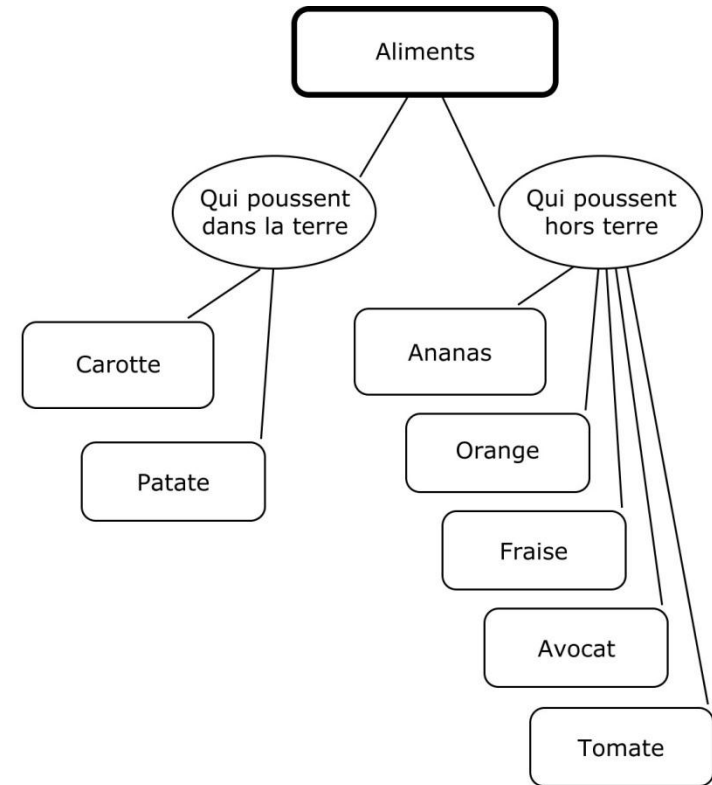 Aliments
Qui poussent
dans la terre
Qui poussent
hors terre
Carotte
Patate
Ananas
Orange
Fraise
Avocat
Tomate